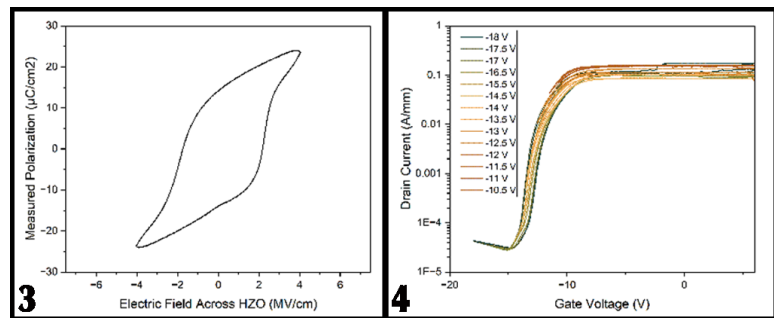 30
20
10
0
−10
−20
−30
−6 −4 −2 0 2 4 6
Measured Polarization (µC/cm2)
Electric Field Across HZO (MV/cm)
3
1
0.1
0.01
0.001
1E−4
1E−5
−20 −10 0
Drain Current (A/mm)
Gate Voltage (V)
-18 V
-17.5 V
-17 V
-16.5 V
-15.5 V
-14.5 V
-14 V
-13.5 V
-13 V
-12.5 V
-12 V
-11.5 V
-11 V
-10.5 V
4